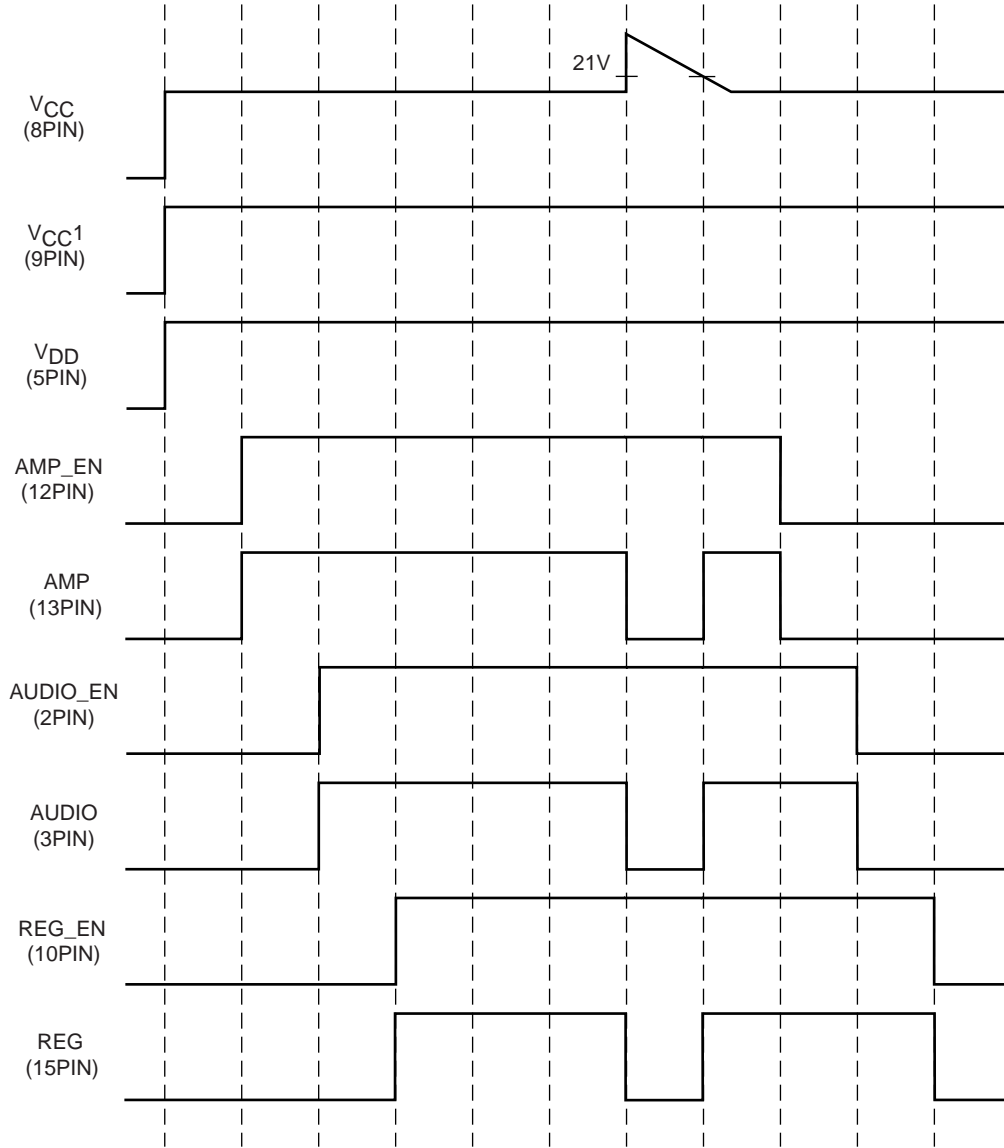 21V
VCC
(8PIN)
VCC1
(9PIN)
VDD
(5PIN)
AMP_EN
(12PIN)
AMP
(13PIN)
AUDIO_EN
(2PIN)
AUDIO
(3PIN)
REG_EN
(10PIN)
REG
(15PIN)